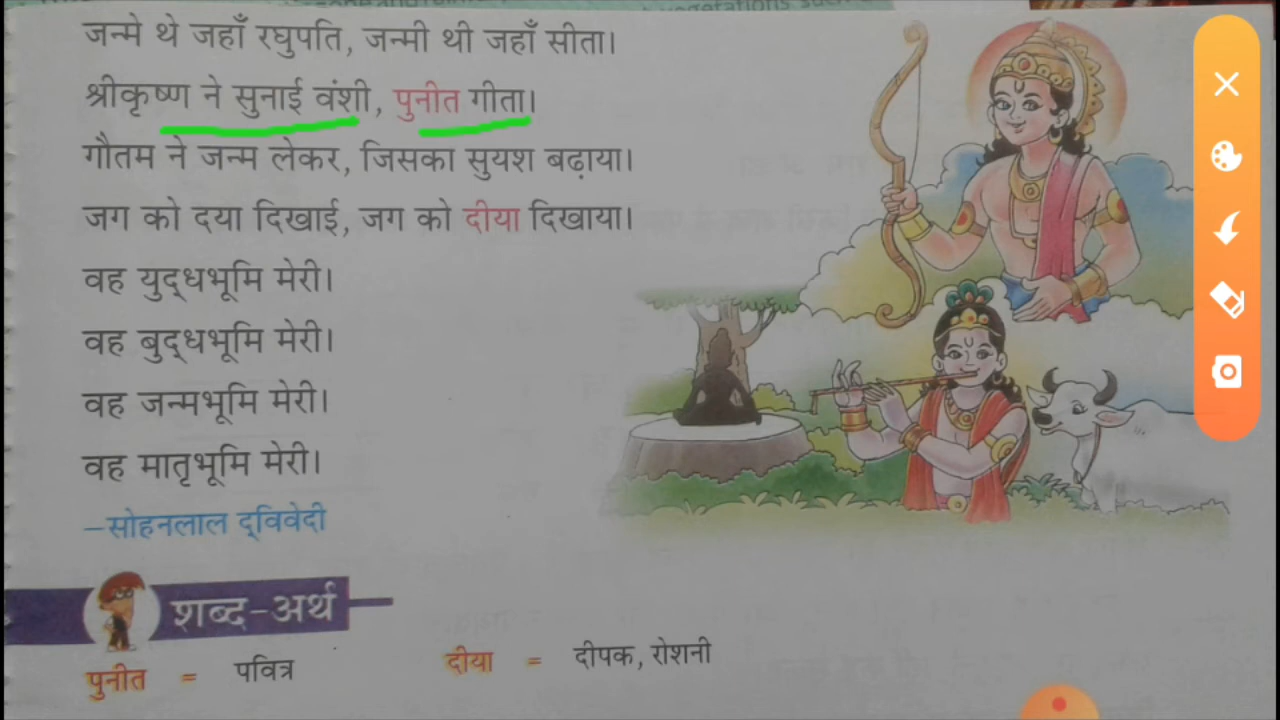 जन्मे थे जहाँ रघुपति, जन्मी थी जहाँ सीता।
श्रीकृष्ण ने सुनाई वंशी, पुनीत गीता।
गौतम ने जन्म लेकर, जिसका सुयश बढ़ाया।
जग को दया दिखाई, जग को दीया दिखाया।
वह युद्धभूमि मेरी।
वह बुद्धभूमि मेरी।
वह जन्मभूमि मेरी।
वह मातृभूमि मेरी।
–सोहनलाल द्विवेदी
शब्द-अर्थ
पुनीत = पवित्र दीया = दीपक, रोशनी